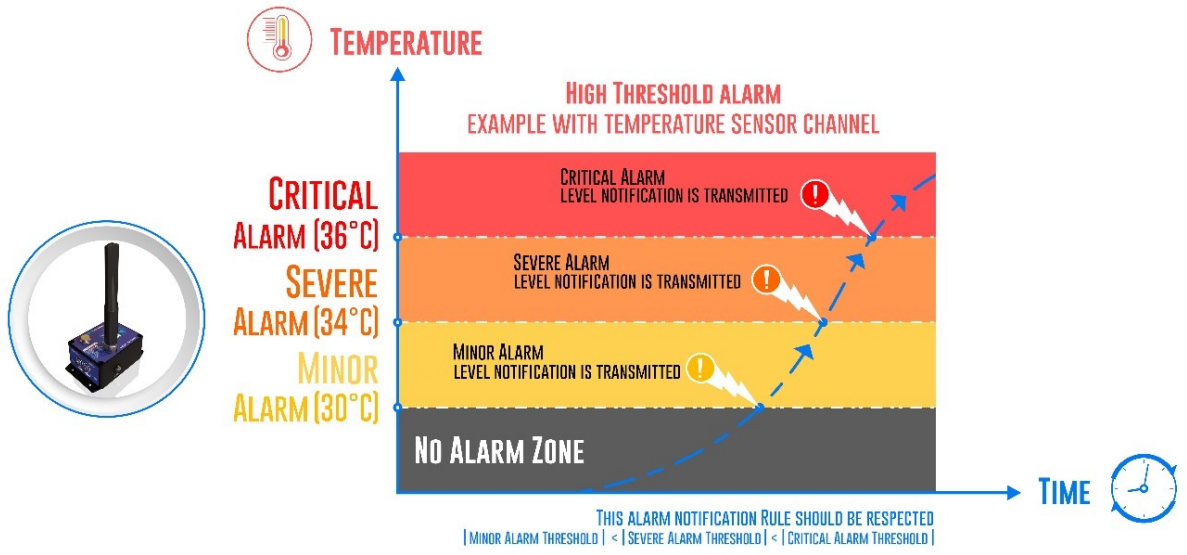 TEMPERATURE
HIGH THRESHOLD ALARM
EXAMPLE WITH TEMPERATURE SENSOR CHANNEL
CRITICAL
ALARM (36°C)
CRITICAL ALARM
LEVEL NOTIFICATION IS TRANSMITTED
SEVERE
ALARM (34°C)
SEVERE ALARM
LEVEL NOTIFICATION IS TRANSMITTED
MINOR
ALARM (30°C)
MINOR ALARM
LEVEL NOTIFICATION IS TRANSMITTED
NO ALARM ZONE
TIME
THIS ALARM NOTIFICATION RULE SHOULD BE RESPECTED
| MINOR ALARM THRESHOLD | < | SEVERE ALARM THRESHOLD | < | CRITICAL ALARM THRESHOLD |